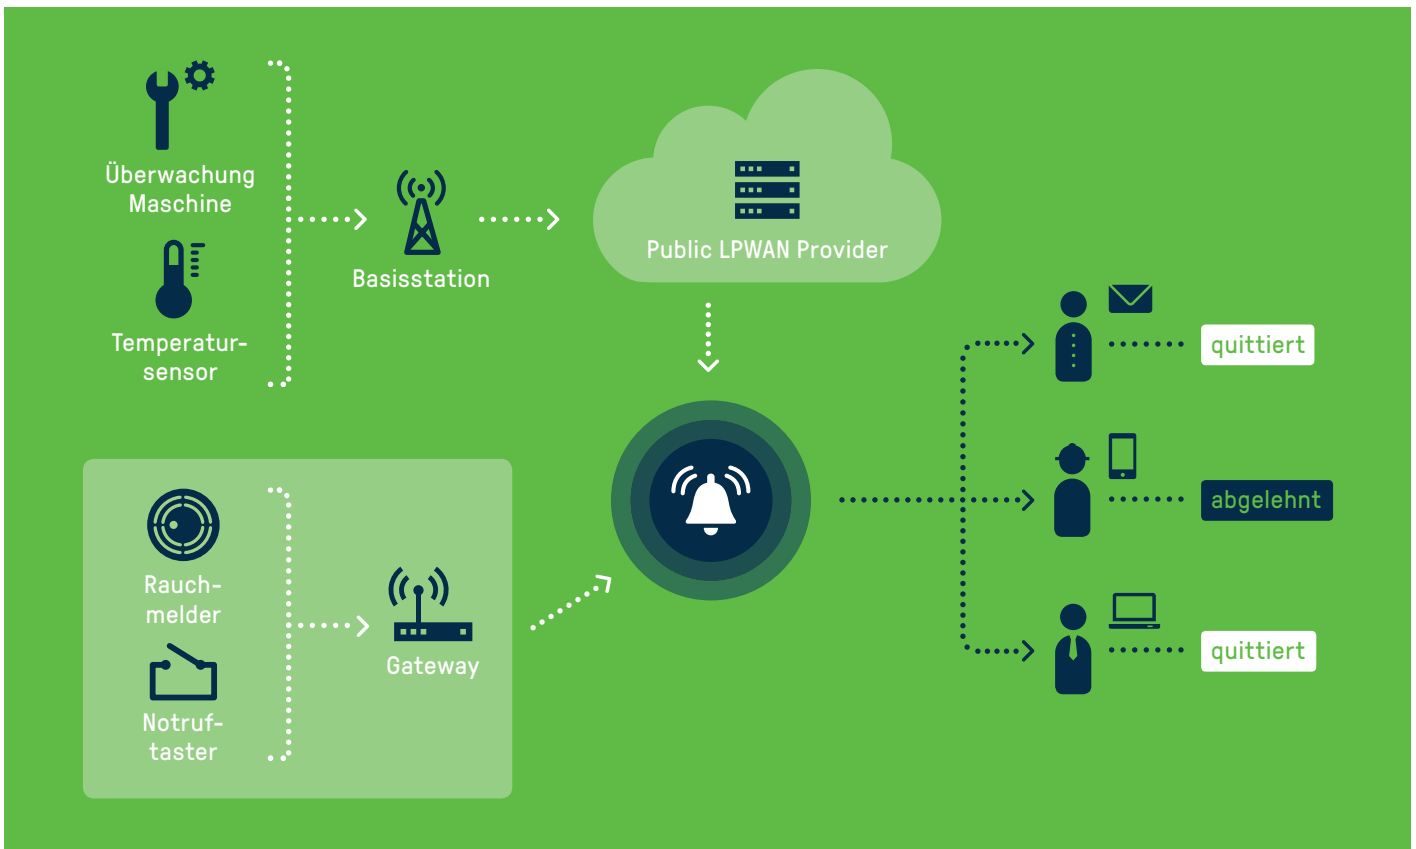 Überwachung
Maschine
Temperatur-
sensor
Basisstation
Public LPWAN Provider
quittiert
abgelehnt
quittiert
Rauch-
melder
Notruf-
taster
Gateway